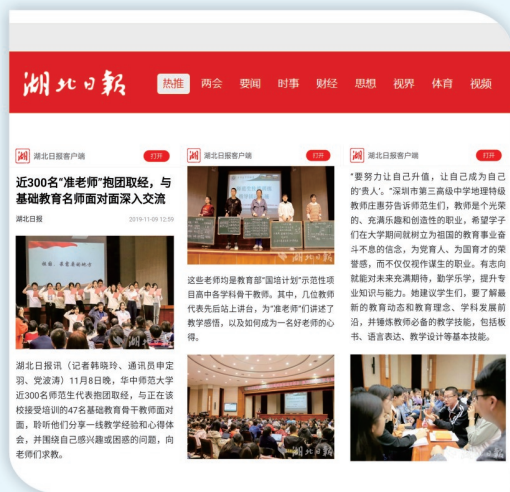 湖北日报
热推 两会 要闻 时事 财经 思想 视界 体育 视频
湖北日报客户端
打开
近300名“准老师”抱团取经，与
基础教育名师面对面深入交流
湖北日报
2019-11-09 12:59
湖北日报讯（记者韩晓玲、通讯员申定
羽、党波涛）11月8日晚，华中师范大学
近300名师范生代表抱团取经，与正在该
校接受培训的47名基础教育骨干教师面对
面，聆听他们分享一线教学经验和心得体
会，并围绕自己感兴趣或困惑的问题，向
老师们求教。
湖北日报客户端
打开
这些老师均是教育部“国培计划”示范性项
目高中各学科骨干教师。其中，几位教师
代表先后站上讲台，为“准老师”们讲述了
教学感悟，以及如何成为一名好老师的心
得。
湖北日报
湖北日报客户端
打开
“要努力让自己升值，让自己成为自己
的‘贵人’。”深圳市第三高级中学地理特级
教师庄惠芬告诉师范生们，教师是个光荣
的、充满乐趣和创造性的职业，希望学子
们在大学期间就树立为祖国的教育事业奋
斗不息的信念，为党育人、为国育才的荣
誉感，而不仅仅视作谋生的职业。有志向
就能对未来充满期待，勤学乐学，提升专
业知识与能力。她建议学生们，要了解最
新的教育动态和教育理念、学科发展前
沿，并锤炼教师必备的教学技能，包括板
书、语言表达、教学设计等基本技能。